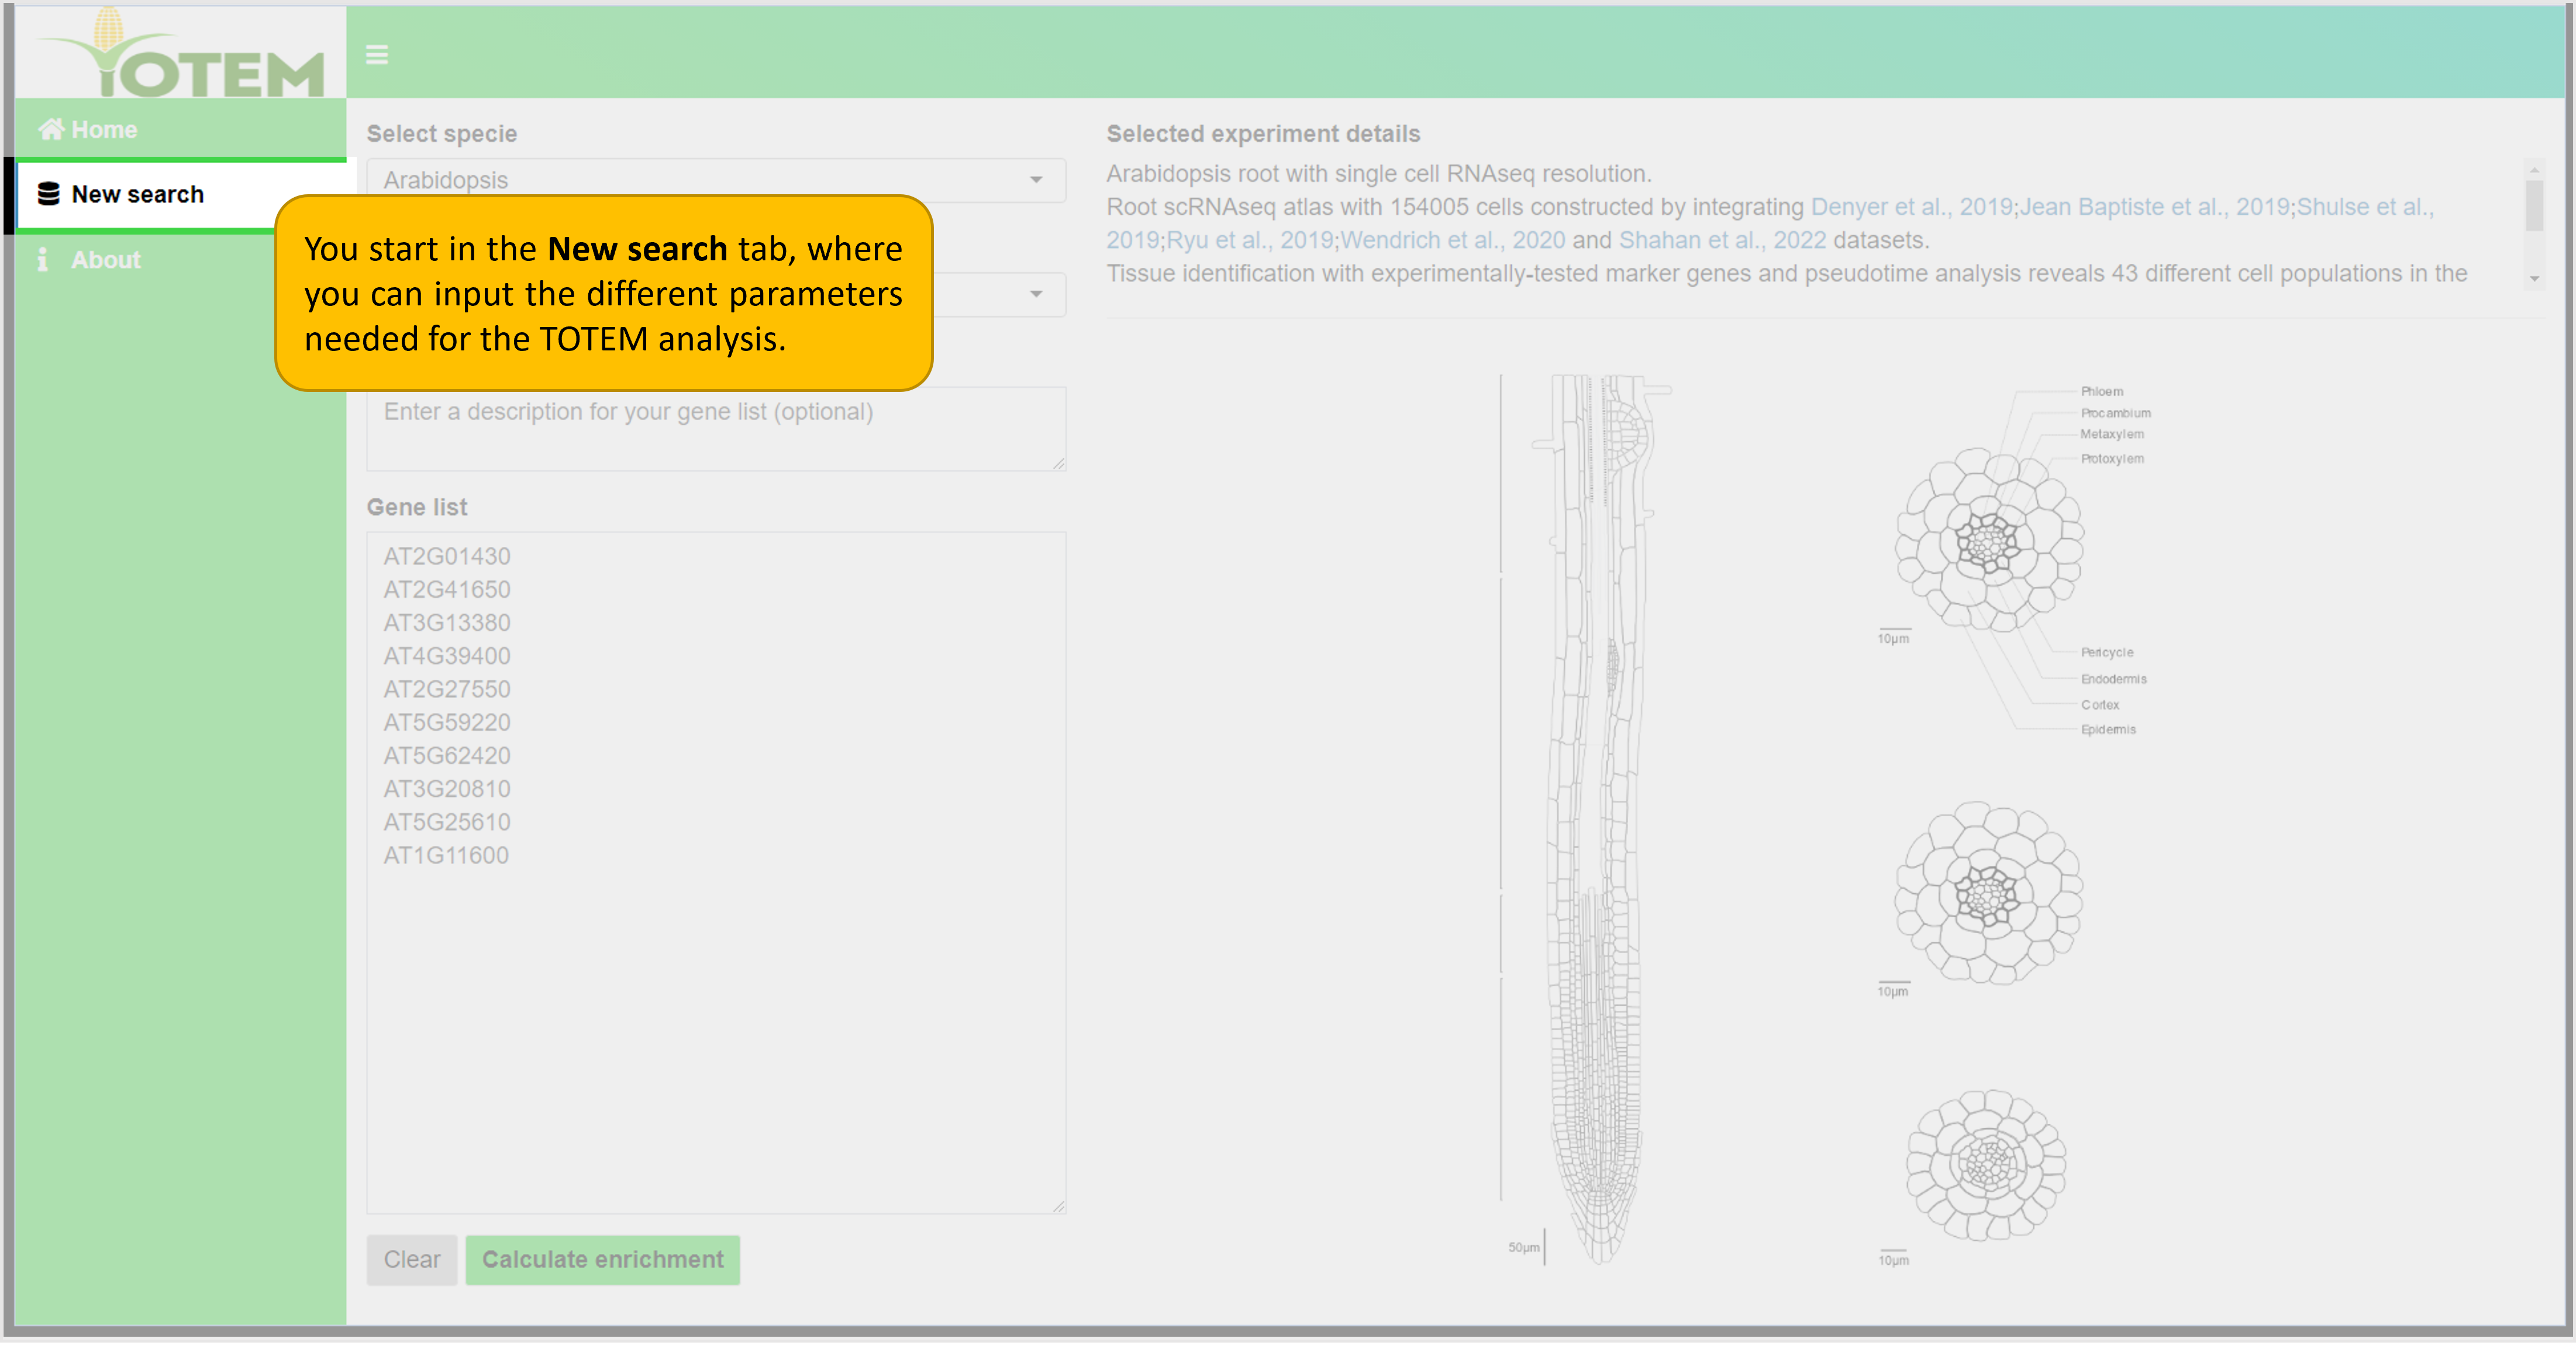 TOTEM
Home
New search
About
Select specie
Arabidopsis
You start in the New search tab, where
you can input the different parameters
needed for the TOTEM analysis.
Enter a description for your gene list (optional)
Gene list
AT2G01430
AT2G41650
AT3G13380
AT4G39400
AT2G27550
AT5G59220
AT5G62420
AT3G20810
AT5G25610
AT1G11600
Clear
Calculate enrichment
Selected experiment details
Arabidopsis root with single cell RNAseq resolution.
Root scRNAseq atlas with 154005 cells constructed by integrating Denyer et al., 2019;Jean Baptiste et al., 2019;Shulse et al.,
2019;Ryu et al., 2019;Wendrich et al., 2020 and Shahan et al., 2022 datasets.
Tissue identification with experimentally-tested marker genes and pseudotime analysis reveals 43 different cell populations in the
Phloem
Procambium
Metaxylem
Protoxylem
10μm
Pericycle
Endodermis
Cortex
Epidermis
10μm
50μm
10μm